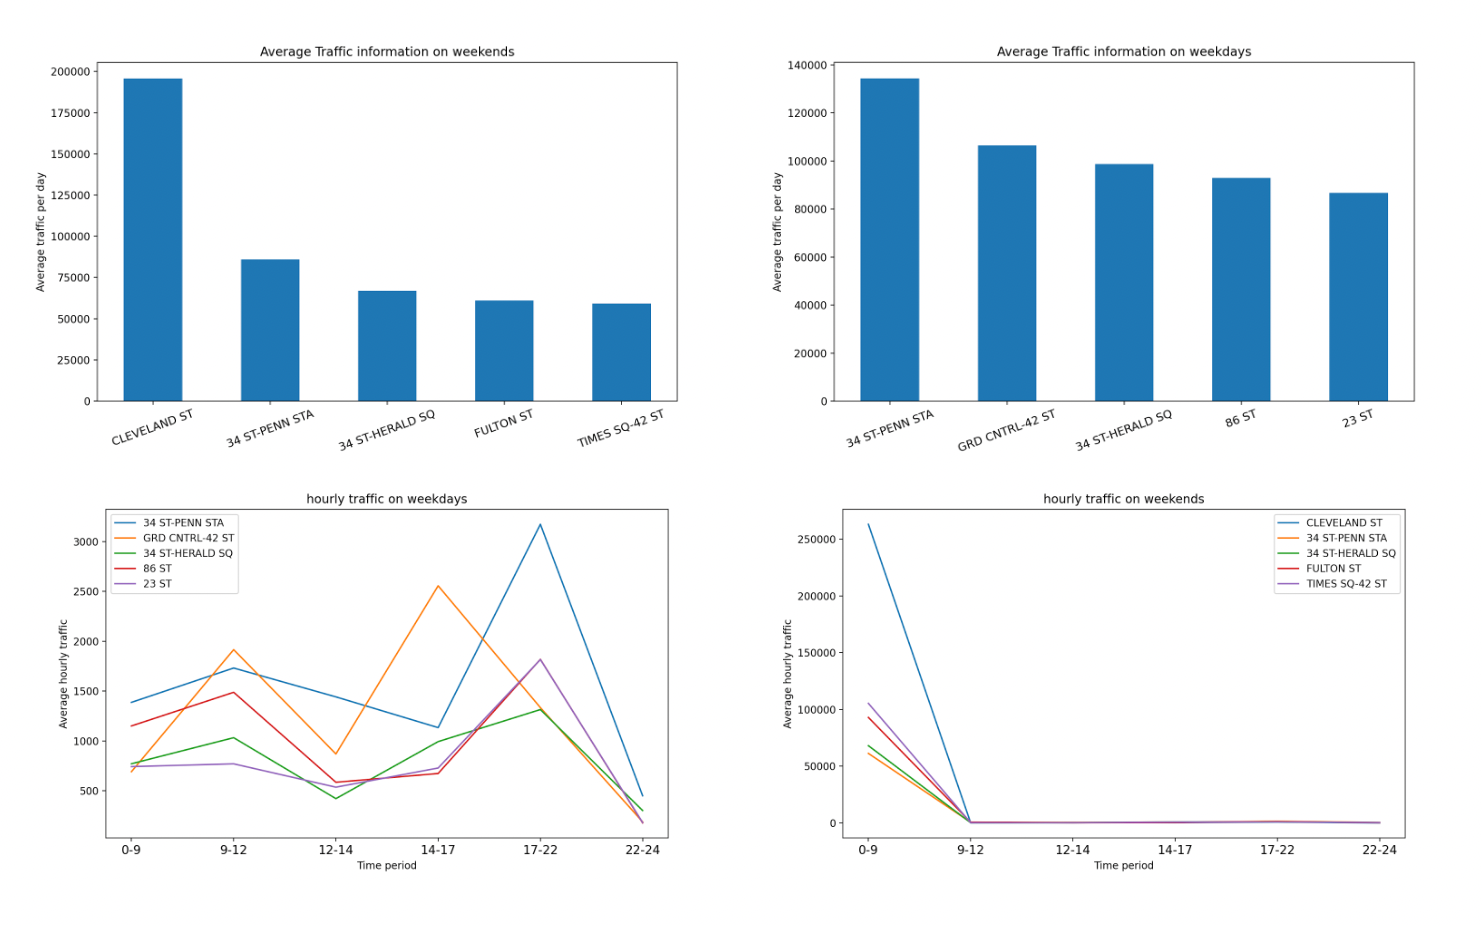 Average Traffic information on weekends
200000
175000
150000
125000
100000
75000
50000
25000
0
Average traffic per day
CLEVELAND ST
34 ST-PENN STA
34 ST-HERALD SQ
FULTON ST
TIMES SQ-42 ST
Average Traffic information on weekdays
140000
120000
100000
80000
60000
40000
20000
0
Average traffic per day
34 ST-PENN STA
GRD CNTRL-42 ST
34 ST-HERALD SQ
86 ST
23 ST
hourly traffic on weekdays
34 ST-PENN STA
GRD CNTRL-42 ST
34 ST-HERALD SQ
86 ST
23 ST
3000
2500
2000
1500
1000
500
Average hourly traffic
0-9
9-12
12-14
14-17
17-22
22-24
Time period
hourly traffic on weekends
CLEVELAND ST
34 ST-PENN STA
34 ST-HERALD SQ
FULTON ST
TIMES SQ-42 ST
250000
200000
150000
100000
50000
0
Average hourly traffic
0-9
9-12
12-14
14-17
17-22
22-24
Time period